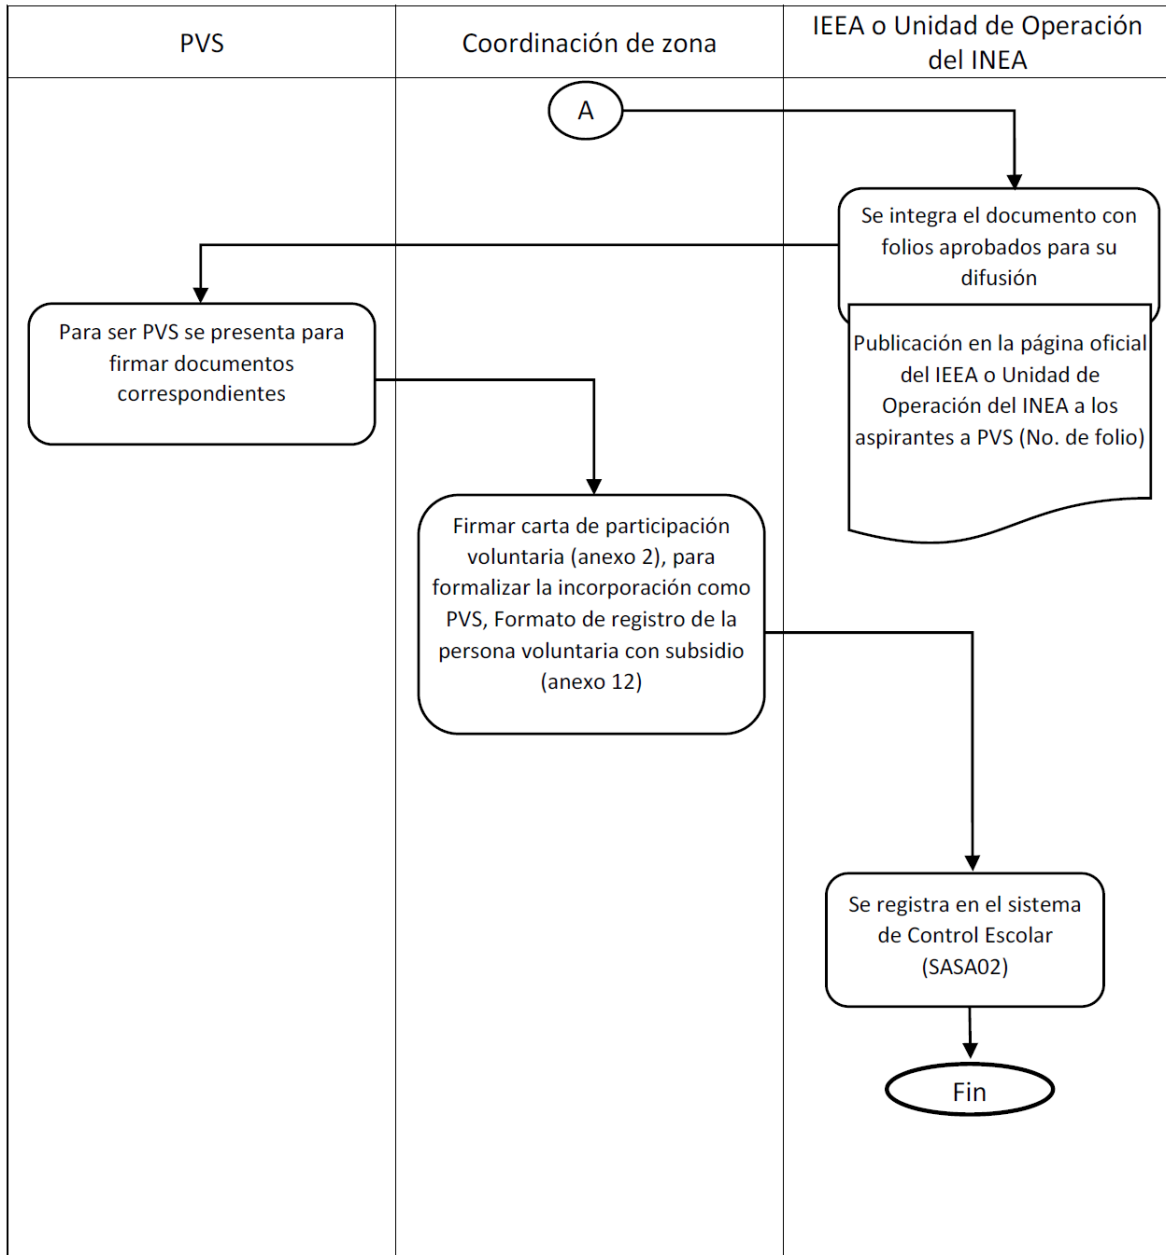 PVS
Coordinación de zona
IEEA o Unidad de Operación
del INEA
A
Se integra el documento con
folios aprobados para su
difusión
Publicación en la página oficial
del IEEA o Unidad de
Operación del INEA a los
aspirantes a PVS (No. de folio)
Para ser PVS se presenta para
firmar documentos
correspondientes
Firmar carta de participación
voluntaria (anexo 2), para
formalizar la incorporación como
PVS, Formato de registro de la
persona voluntaria con subsidio
(anexo 12)
Se registra en el sistema
de Control Escolar
(SASA02)
Fin